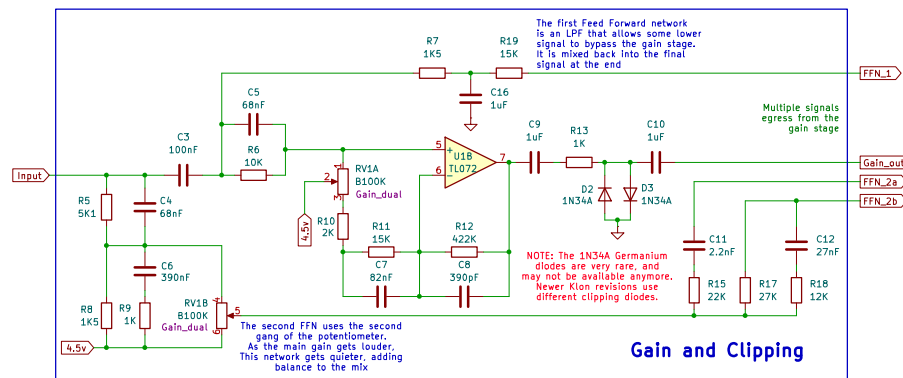 The first Feed Forward network
is an LPF that allows some lower
signal to bypass the gain stage.
It is mixed back into the final
signal at the end
R7
1K5
R19
15K
FFN_1
C16
1uF
C5
68nF
Multiple signals
egress from the
gain stage
C3
100nF
R6
10K
C9
1uF
R13
1K
C10
1uF
5
+
U1B
TL072
7
6
−
Input
Gain_out
1
RV1A
B100K
Gain_dual
2
3
4.5v
D2
1N34A
D3
1N34A
FFN_2a
FFN_2b
R5
5K1
C4
68nF
R10
2K
R11
15K
R12
422K
C7
82nF
C8
390pF
C11
2.2nF
C12
27nF
NOTE: The 1N34A Germanium
diodes are very rare, and
may not be available anymore.
Newer Klon revisions use
different clipping diodes.
C6
390nF
R15
22K
R17
27K
R18
12K
R8
1K5
R9
1K
RV1B
B100K
Gain_dual
4
5
6
4.5v
The second FFN uses the second
gang of the potentiometer.
As the main gain gets louder,
This network gets quieter, adding
balance to the mix
Gain and Clipping